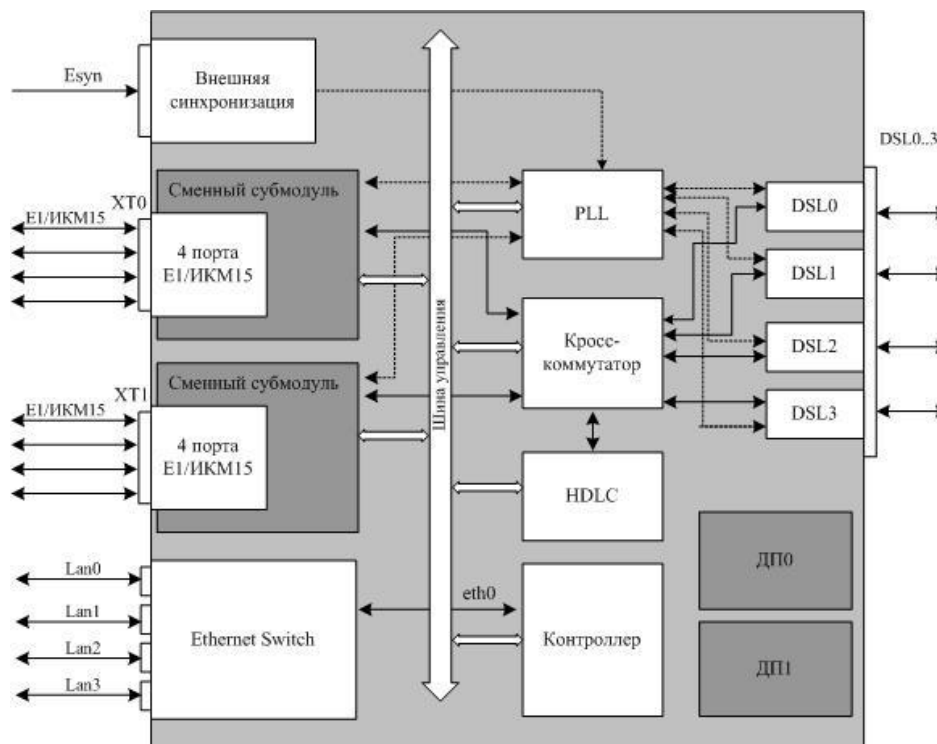 Esyn
Внешняя
синхронизация
DSL0..3
XT0
E1/ИКМ15
Сменный субмодуль
4 порта
E1/ИКМ15
PLL
DSL0
DSL1
DSL2
DSL3
Кросс-
коммутатор
Шина управления
XT1
E1/ИКМ15
Сменный субмодуль
4 порта
E1/ИКМ15
HDLC
ДП0
ДП1
Lan0
Lan1
Lan2
Lan3
Ethernet Switch
eth0
Контроллер